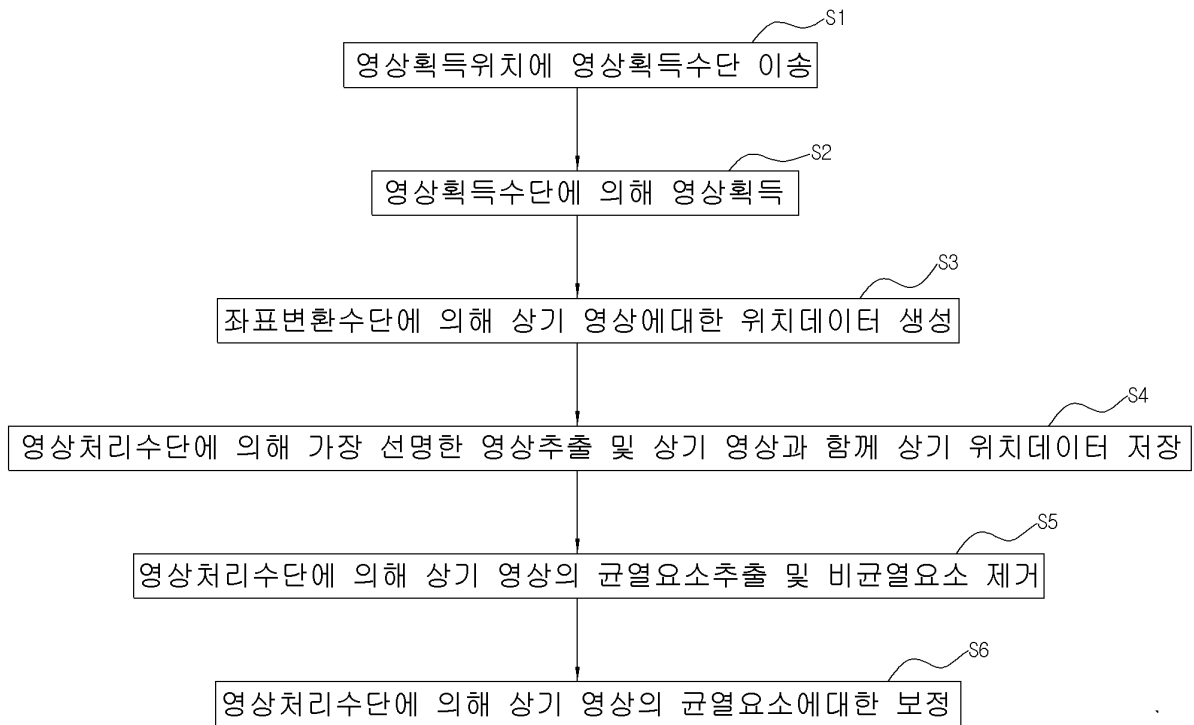 S1
영상획득위치에 영상획득수단 이송
S2
영상획득수단에 의해 영상획득
S3
좌표변환수단에 의해 상기 영상에대한 위치데이터 생성
S4
영상처리수단에 의해 가장 선명한 영상추출 및 상기 영상과 함께 상기 위치데이터 저장
S5
영상처리수단에 의해 상기 영상의 균열요소추출 및 비균열요소 제거
S6
영상처리수단에 의해 상기 영상의 균열요소에대한 보정